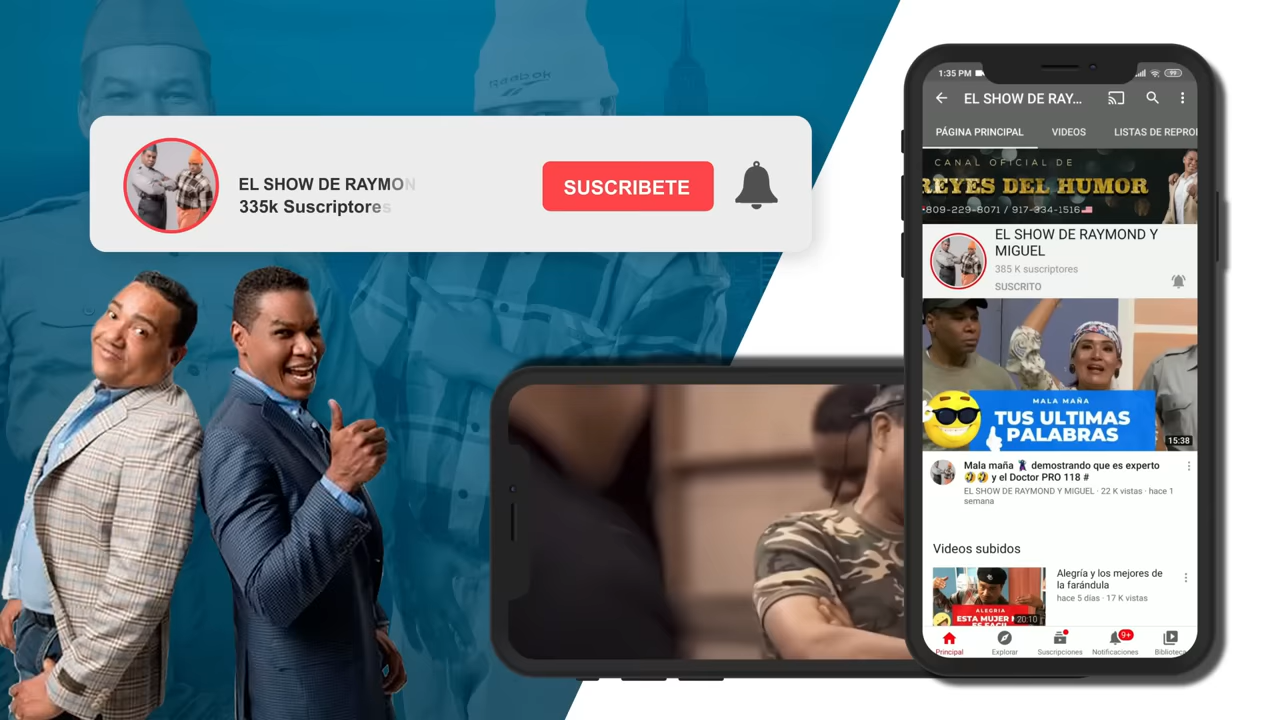 Reebok
EL SHOW DE RAYMON
335k Suscriptores
SUSCRIBETE
1:35 PM
99
EL SHOW DE RAY...
PÁGINA PRINCIPAL VIDEOS LISTAS DE REPRO
CANAL OFICIAL DE
REYES DEL HUMOR
809-229-8071 / 917-334-1516
EL SHOW DE RAYMOND Y
MIGUEL
385 K suscriptores
SUSCRITO
MALA MAÑA
TUS ULTIMAS
PALABRAS
15:38
Mala maña demostrando que es experto
y el Doctor PRO 118 #
EL SHOW DE RAYMOND Y MIGUEL · 22 K vistas · hace 1
semana
Videos subidos
Alegría y los mejores de
la farándula
hace 5 días · 17 K vistas
ALEGRIA
ESTA MUJER
ES FACIL
20:10
9+
Principal Explorar Suscripciones Notificaciones Biblioteca